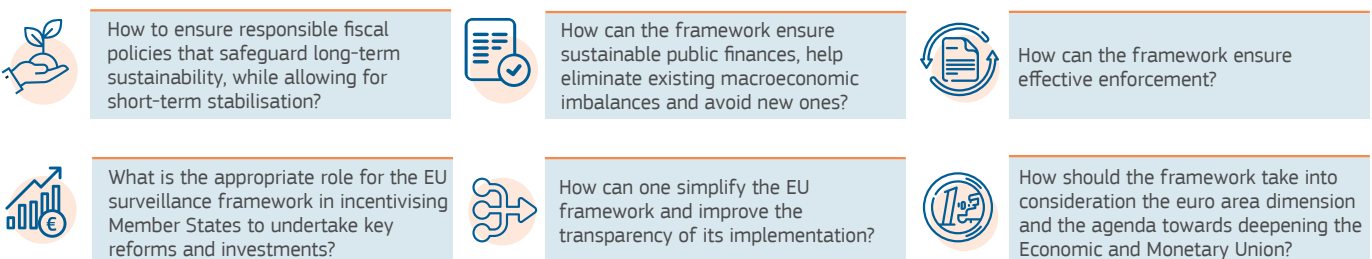 How to ensure responsible fiscal
policies that safeguard long-term
sustainability, while allowing for
short-term stabilisation?
How can the framework ensure
sustainable public finances, help
eliminate existing macroeconomic
imbalances and avoid new ones?
How can the framework ensure
effective enforcement?
What is the appropriate role for the EU
surveillance framework in incentivising
Member States to undertake key
reforms and investments?
€
How can one simplify the EU
framework and improve the
transparency of its implementation?
1
How should the framework take into
consideration the euro area dimension
and the agenda towards deepening the
Economic and Monetary Union?